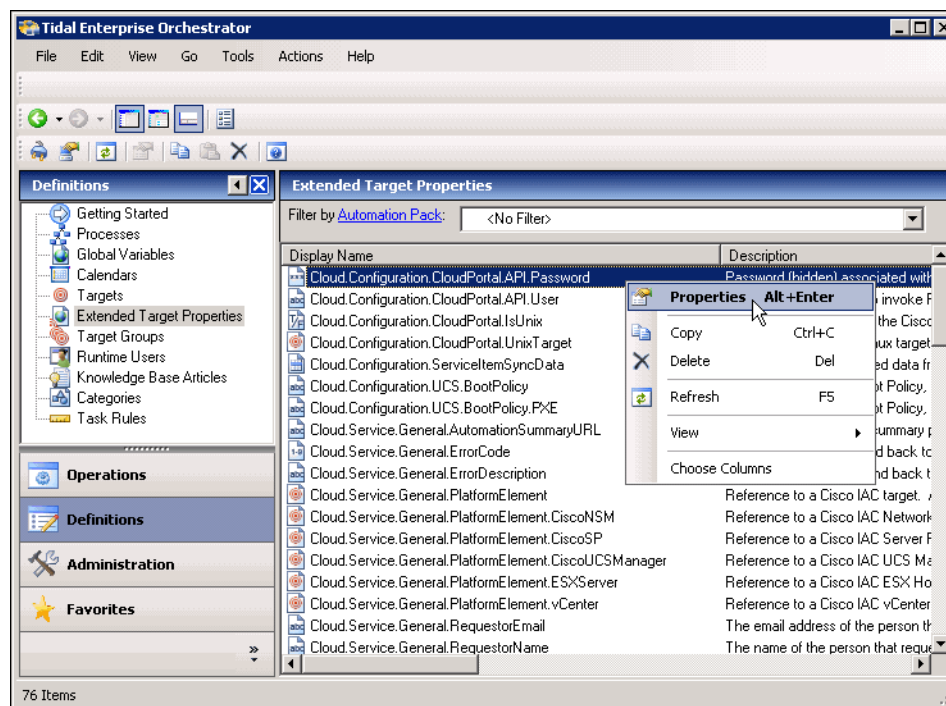 Tidal Enterprise Orchestrator
File Edit View Go Tools Actions Help
Definitions
Getting Started
Processes
Global Variables
Calendars
Targets
Extended Target Properties
Target Groups
Runtime Users
Knowledge Base Articles
Categories
Task Rules
Operations
Definitions
Administration
Favorites
Extended Target Properties
Filter by Automation Pack: <No Filter>
Display Name Description
Cloud.Configuration.CloudPortal.API.Password Password (hidden) associated with
Cloud.Configuration.CloudPortal.API.User invoke
Cloud.Configuration.CloudPortal.IsUnix the Cisco
Cloud.Configuration.CloudPortal.UnixTarget target
Cloud.Configuration.ServiceItemSyncData data
Cloud.Configuration.UCS.BootPolicy Policy,
Cloud.Configuration.UCS.BootPolicy.PXE Policy,
Cloud.Service.General.AutomationSummaryURL
Cloud.Service.General.ErrorCode back
Cloud.Service.General.ErrorDescription back
Cloud.Service.General.PlatformElement Reference to a Cisco IAC target.
Cloud.Service.General.PlatformElement.CiscoNSM Reference to a Cisco IAC Network
Cloud.Service.General.PlatformElement.CiscoSP Reference to a Cisco IAC Server
Cloud.Service.General.PlatformElement.CiscoUCSManager Reference to a Cisco IAC UCS Ma
Cloud.Service.General.PlatformElement.ESXServer Reference to a Cisco IAC ESX Ho
Cloud.Service.General.PlatformElement.vCenter Reference to a Cisco IAC vCenter
Cloud.Service.General.RequestorEmail The email address of the person th
Cloud.Service.General.RequestorName The name of the person that reque
Properties Alt+Enter
Copy Ctrl+C
Delete Del
Refresh F5
View
Choose Columns
76 Items